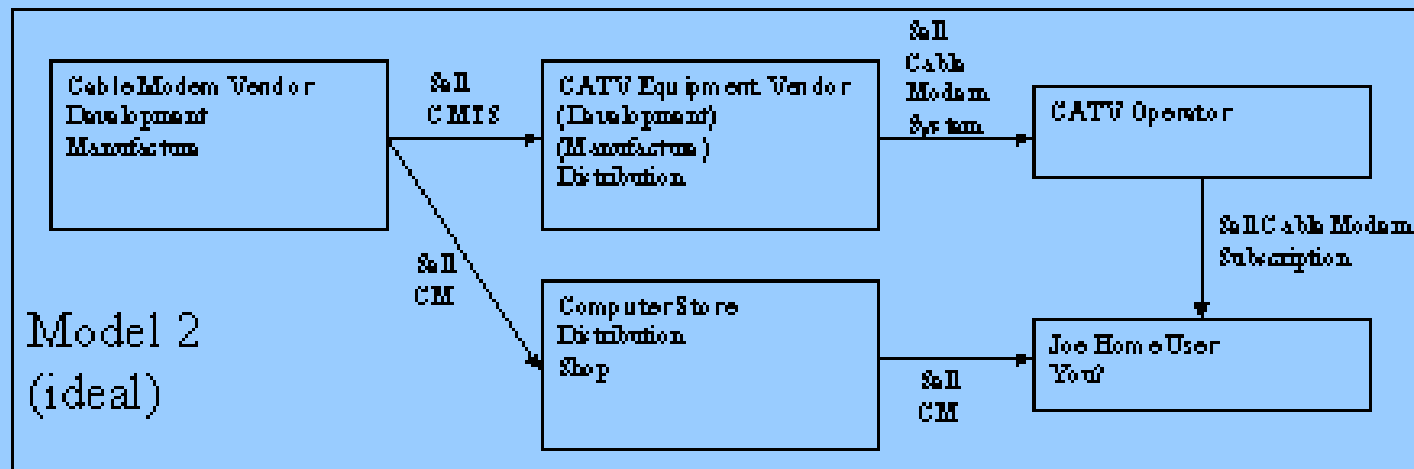 Cable Modem Vendor
Development
Manufacture
Sell
CMTS
CATV Equipment Vendor
(Development)
(Manufacture)
Distribution
Sell
Cable
Modem
System
CATV Operator
Sell Cable Modem
Subscription
Sell
CM
Computer Store
Distribution
Shop
Sell
CM
Joe Home User
You?
Model 2
(ideal)